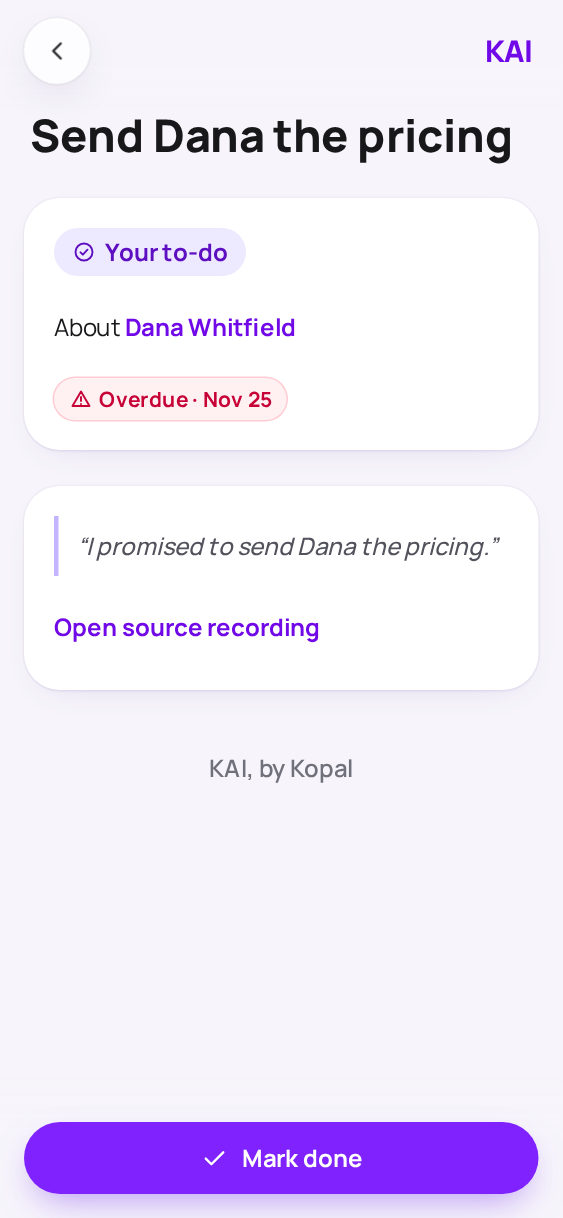 KAI
Send Dana the pricing
Your to-do
About Dana Whitfield
Overdue · Nov 25
“I promised to send Dana the pricing.”
Open source recording
KAI, by Kopal
Mark done